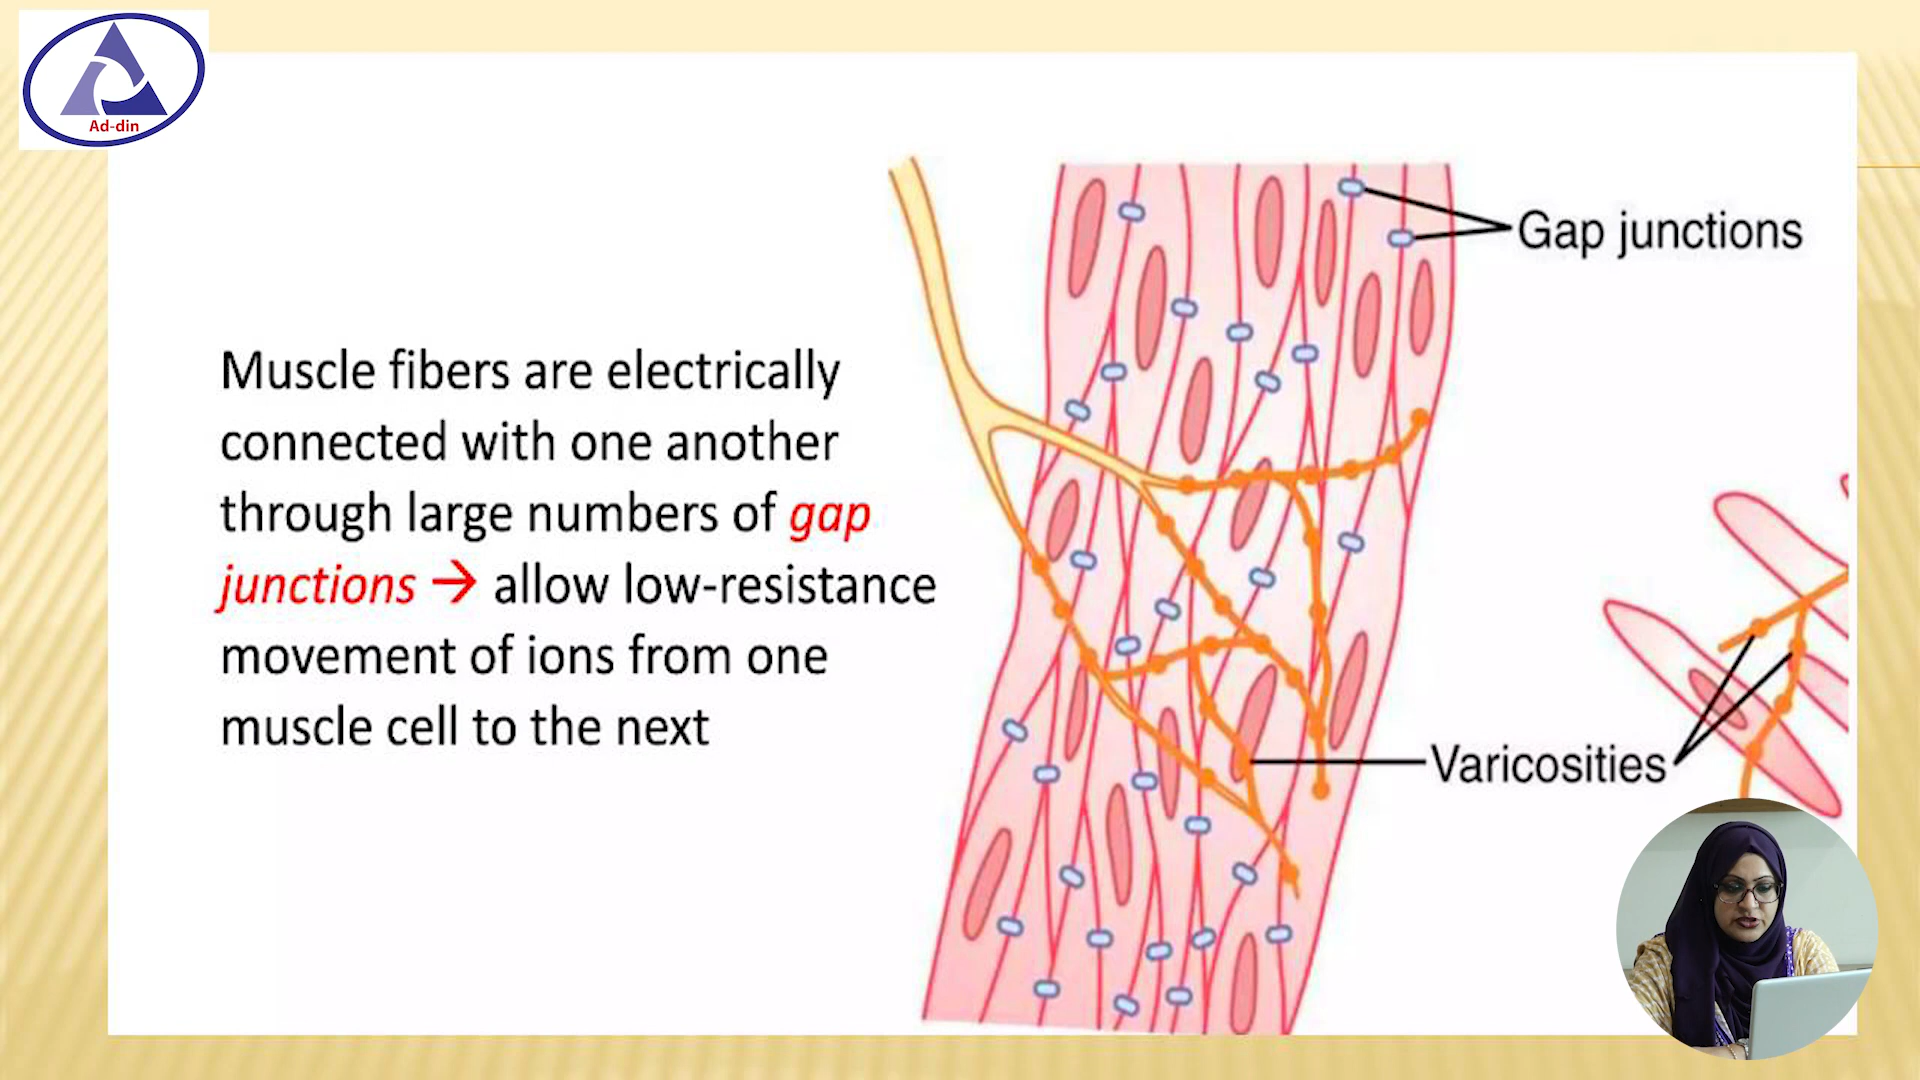 Ad-din
Gap junctions
Muscle fibers are electrically
connected with one another
through large numbers of gap
junctions → allow low-resistance
movement of ions from one
muscle cell to the next
Varicosities